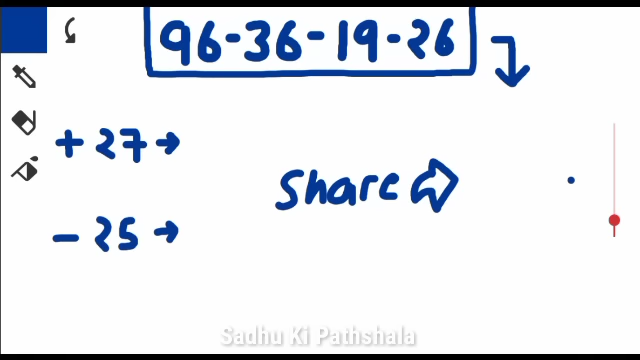 96-36-19-26
+ 27 →
Share
- 25 →
Sadhu Ki Pathshala